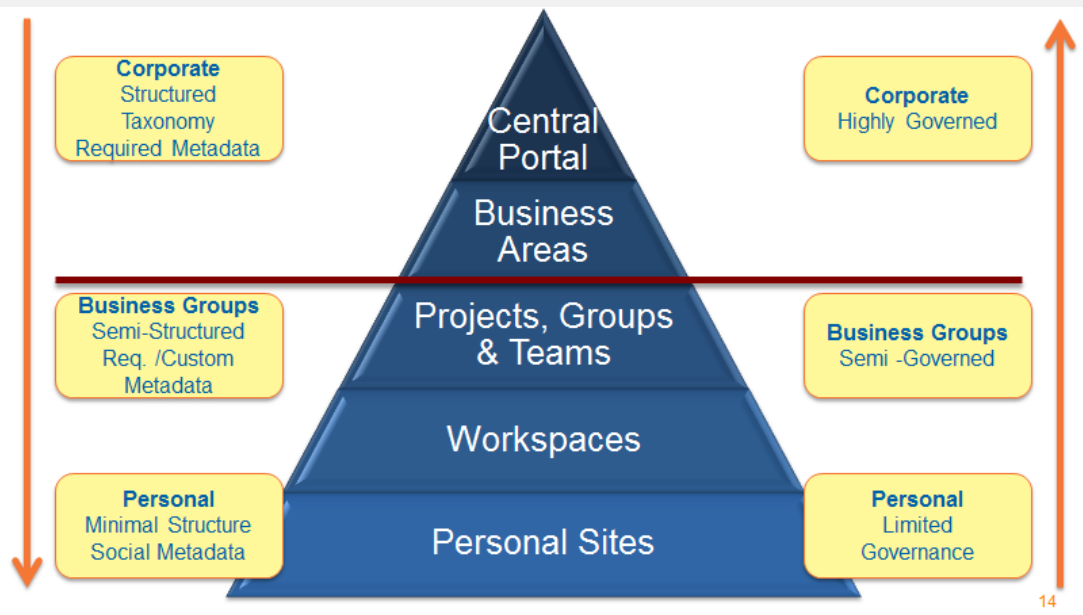 Corporate
Structured
Taxonomy
Required Metadata
Central
Portal
Corporate
Highly Governed
Business
Areas
Business Groups
Semi-Structured
Req. /Custom
Metadata
Projects, Groups
& Teams
Business Groups
Semi -Governed
Workspaces
Personal
Minimal Structure
Social Metadata
Personal Sites
Personal
Limited
Governance
14